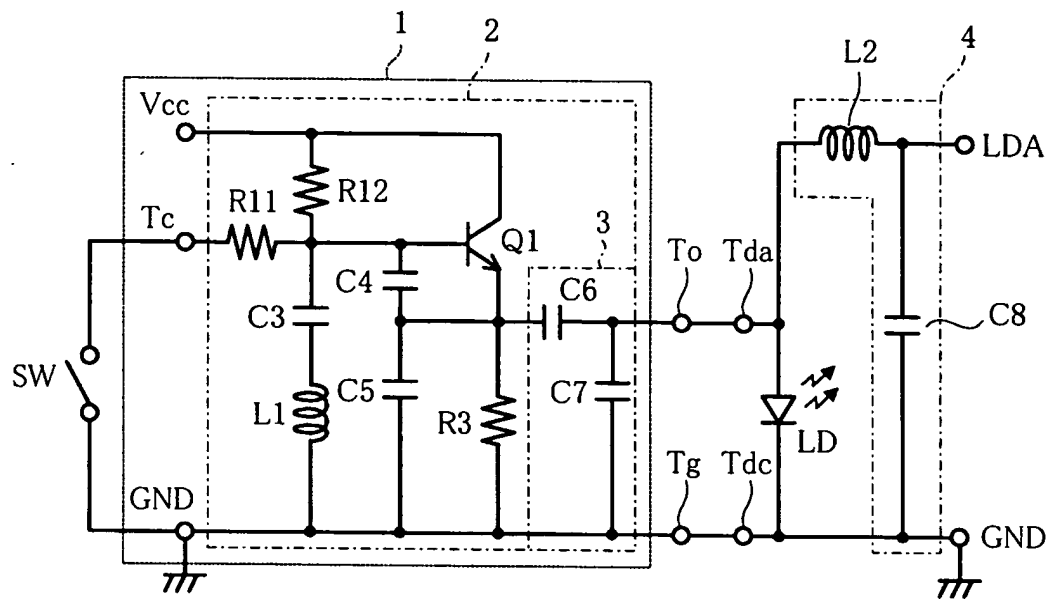 1
2
L2
4
Vcc
LDA
R12
R11
Tc
Q1
3
To
Tda
C4
C6
C3
C8
SW
C5
C7
L1
R3
LD
GND
Tg
Tdc
GND